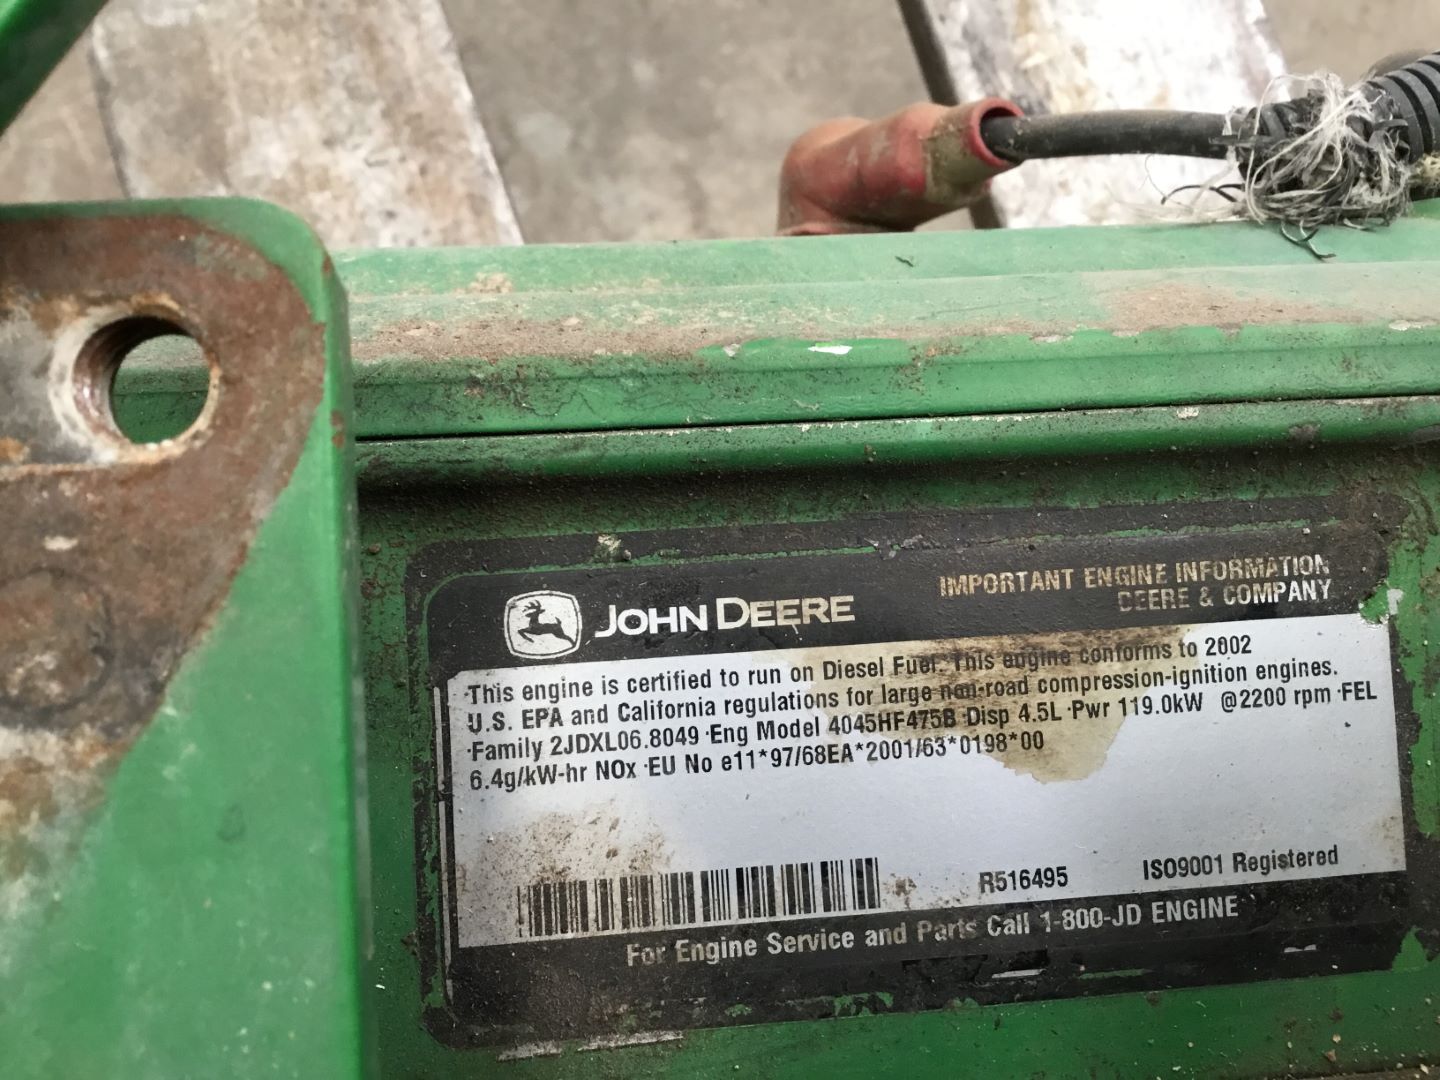 JOHN DEERE
IMPORTANT ENGINE INFORMATION
DEERE & COMPANY
·This engine is certified to run on Diesel Fuel. This engine conforms to 2002
U.S. EPA and California regulations for large non-road compression-ignition engines.
·Family 2JDXL06.8049 ·Eng Model 4045HF475B ·Disp 4.5L ·Pwr 119.0kW @2200 rpm ·FEL
6.4g/kW-hr NOx ·EU No e11*97/68EA*2001/63*0198*00
R516495
ISO9001 Registered
For Engine Service and Parts Call 1-800-JD ENGINE